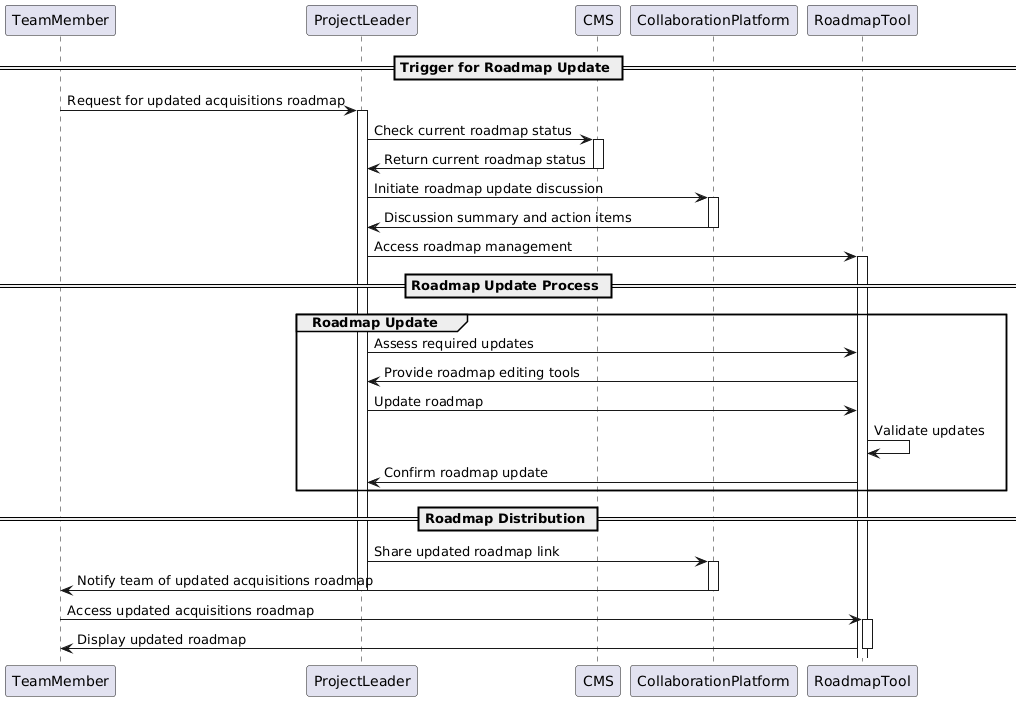 TeamMember ProjectLeader CMS CollaborationPlatform RoadmapTool
Trigger for Roadmap Update
Request for updated acquisitions roadmap
Check current roadmap status
Return current roadmap status
Initiate roadmap update discussion
Discussion summary and action items
Access roadmap management
Roadmap Update Process
Roadmap Update
Assess required updates
Provide roadmap editing tools
Update roadmap
Validate updates
Confirm roadmap update
Roadmap Distribution
Share updated roadmap link
Notify team of updated acquisitions roadmap
Access updated acquisitions roadmap
Display updated roadmap
TeamMember ProjectLeader CMS CollaborationPlatform RoadmapTool